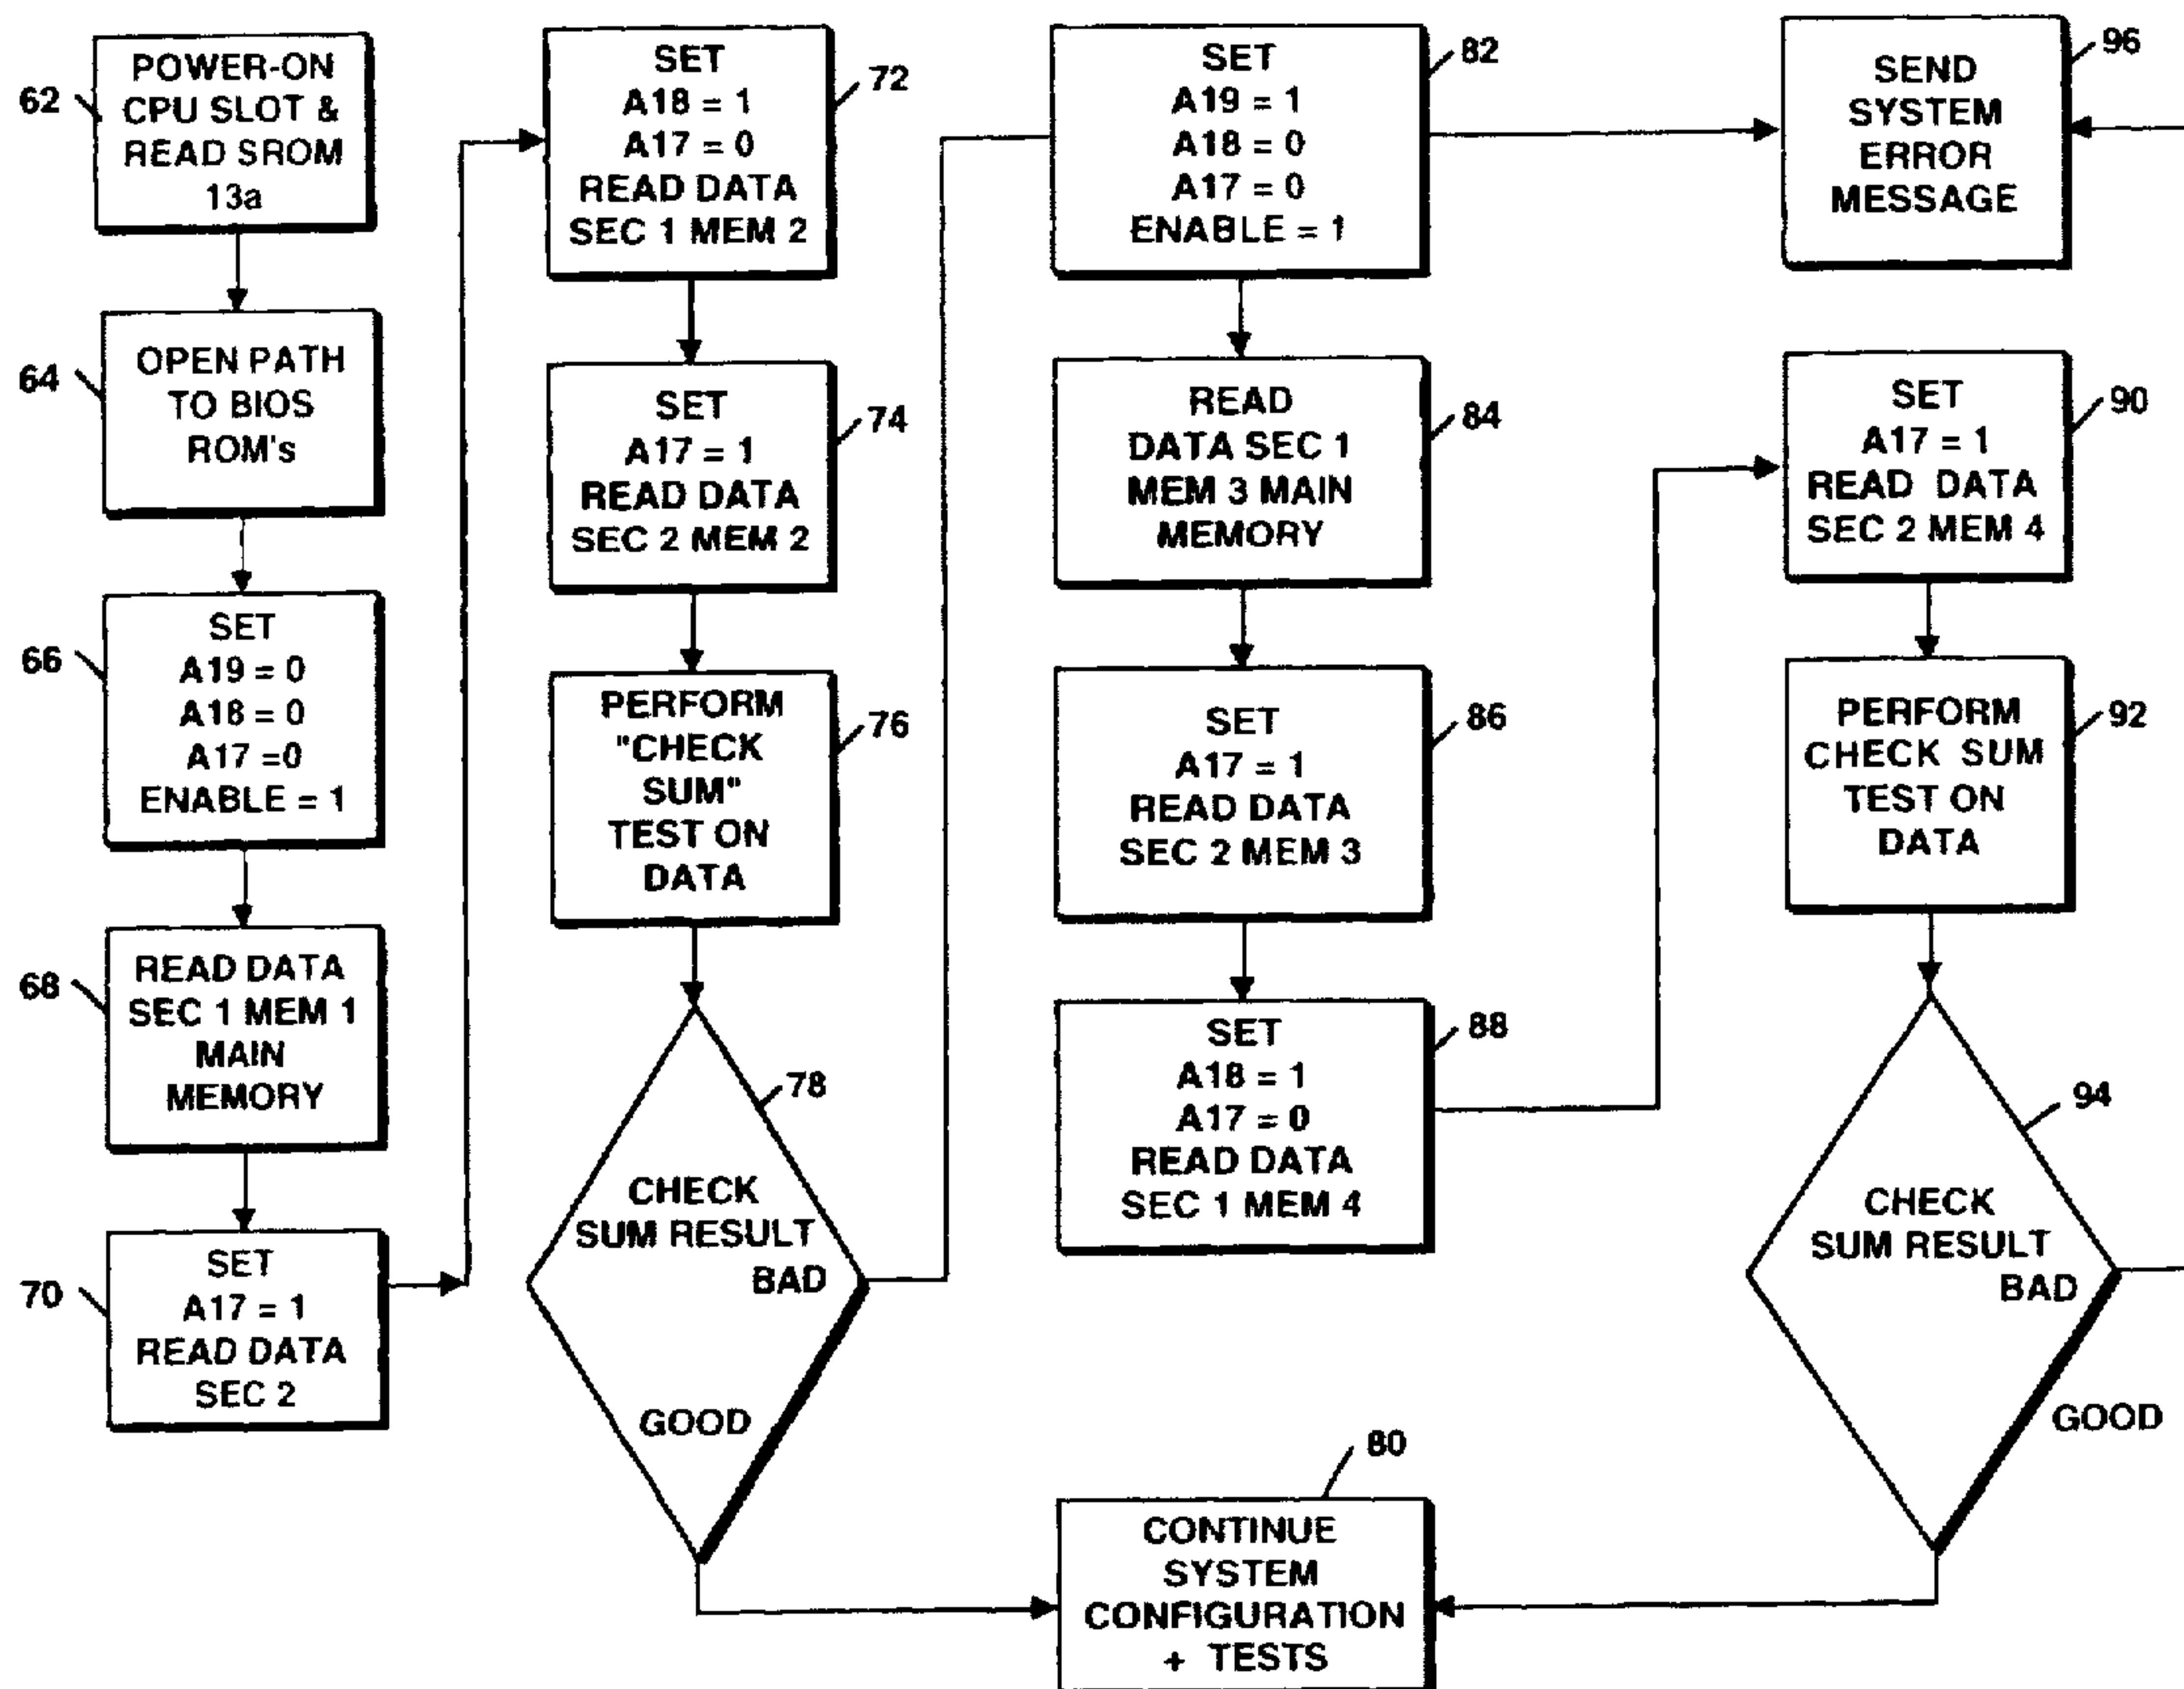 62
POWER-ON
CPU SLOT &
READ SROM
13a
64
OPEN PATH
TO BIOS
ROM's
66
SET
A19 = 0
A18 = 0
A17 =0
ENABLE = 1
68
READ DATA
SEC 1 MEM 1
MAIN
MEMORY
70
SET
A17 = 1
READ DATA
SEC 2
72
SET
A18 = 1
A17 = 0
READ DATA
SEC 1 MEM 2
74
SET
A17 = 1
READ DATA
SEC 2 MEM 2
76
PERFORM
"CHECK
SUM"
TEST ON
DATA
78
CHECK
SUM RESULT
BAD
GOOD
80
CONTINUE
SYSTEM
CONFIGURATION
+ TESTS
82
SET
A19 = 1
A18 = 0
A17 = 0
ENABLE = 1
84
READ
DATA SEC 1
MEM 3 MAIN
MEMORY
86
SET
A17 = 1
READ DATA
SEC 2 MEM 3
88
SET
A18 = 1
A17 = 0
READ DATA
SEC 1 MEM 4
90
SET
A17 = 1
READ DATA
SEC 2 MEM 4
92
PERFORM
CHECK SUM
TEST ON
DATA
94
CHECK
SUM RESULT
BAD
GOOD
96
SEND
SYSTEM
ERROR
MESSAGE